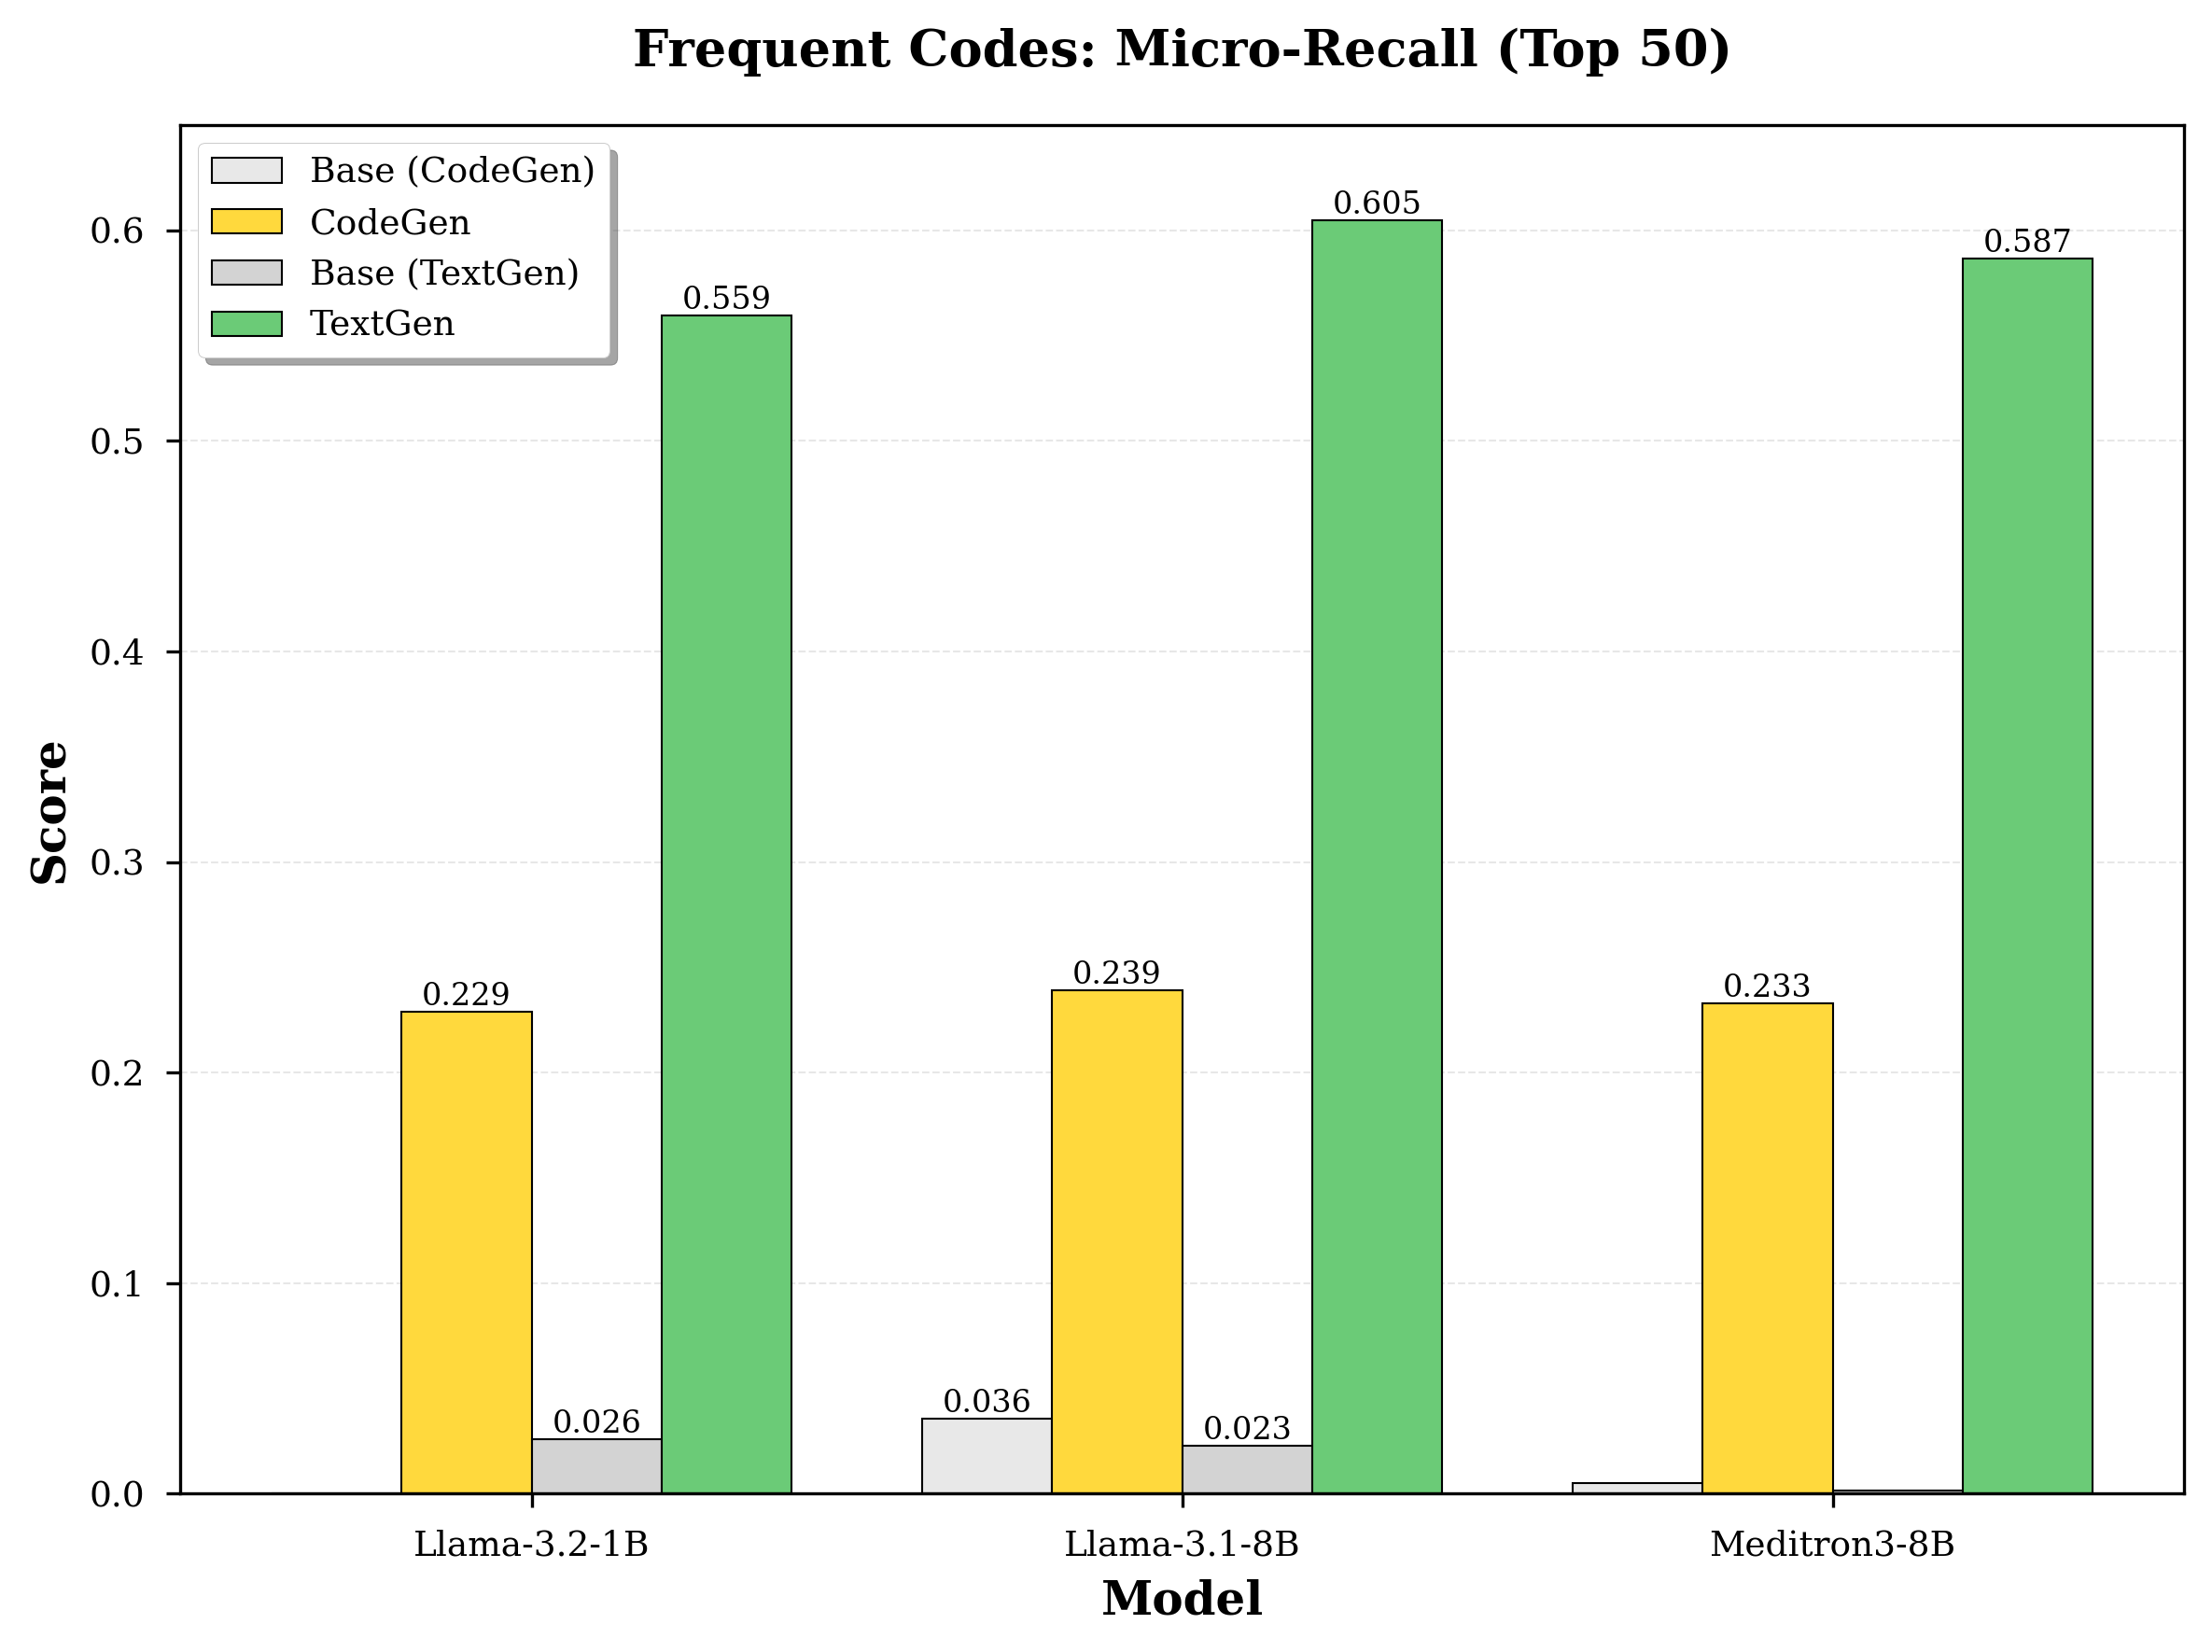 Frequent Codes: Micro-Recall (Top 50)
Base (CodeGen)
CodeGen
Base (TextGen)
TextGen
Score
0.6
0.5
0.4
0.3
0.2
0.1
0.0
0.229
0.026
0.559
0.036
0.239
0.023
0.605
0.233
0.587
Llama-3.2-1B
Llama-3.1-8B
Meditron3-8B
Model